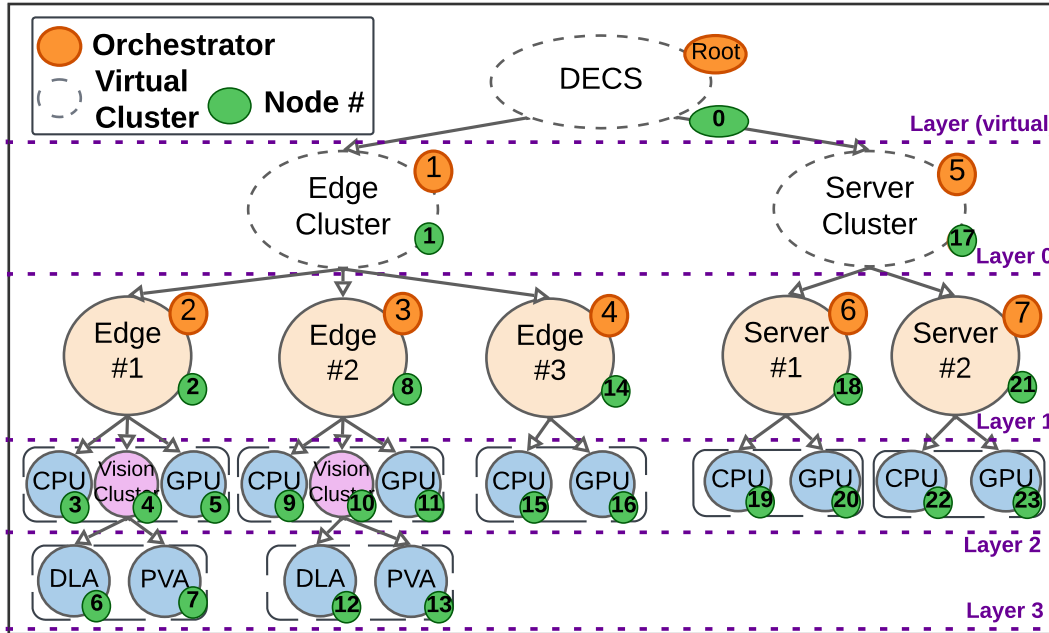 Orchestrator
Virtual
Cluster
Node #
Root
DECS
0
Layer (virtual
1
Edge
Cluster
1
5
Server
Cluster
17
Layer 0
2
Edge
#1
2
3
Edge
#2
8
4
Edge
#3
14
6
Server
#1
18
7
Server
#2
21
Layer 1
CPU
3
Vision
Cluster
4
GPU
5
CPU
9
Vision
Cluster
10
GPU
11
CPU
15
GPU
16
CPU
19
GPU
20
CPU
22
GPU
23
Layer 2
DLA
6
PVA
7
DLA
12
PVA
13
Layer 3